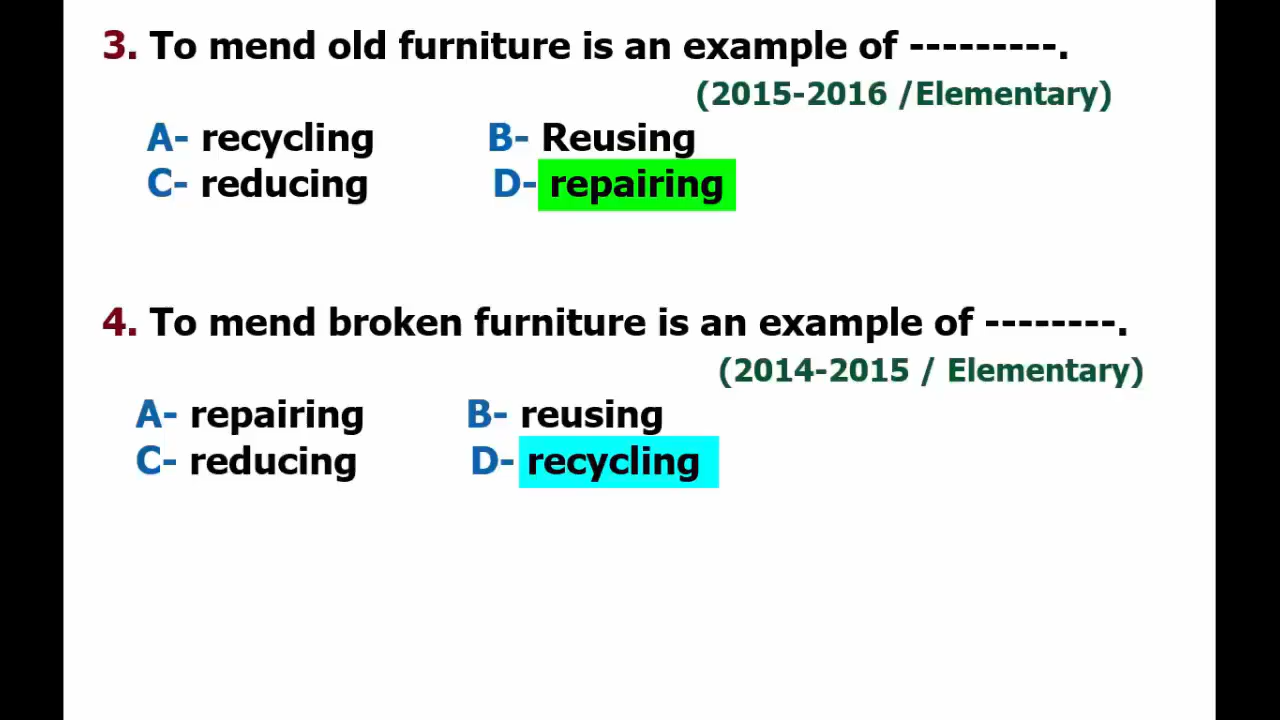 3. To mend old furniture is an example of ---------.
(2015-2016 /Elementary)
A- recycling B- Reusing
C- reducing D- repairing
4. To mend broken furniture is an example of --------.
(2014-2015 / Elementary)
A- repairing B- reusing
C- reducing D- recycling